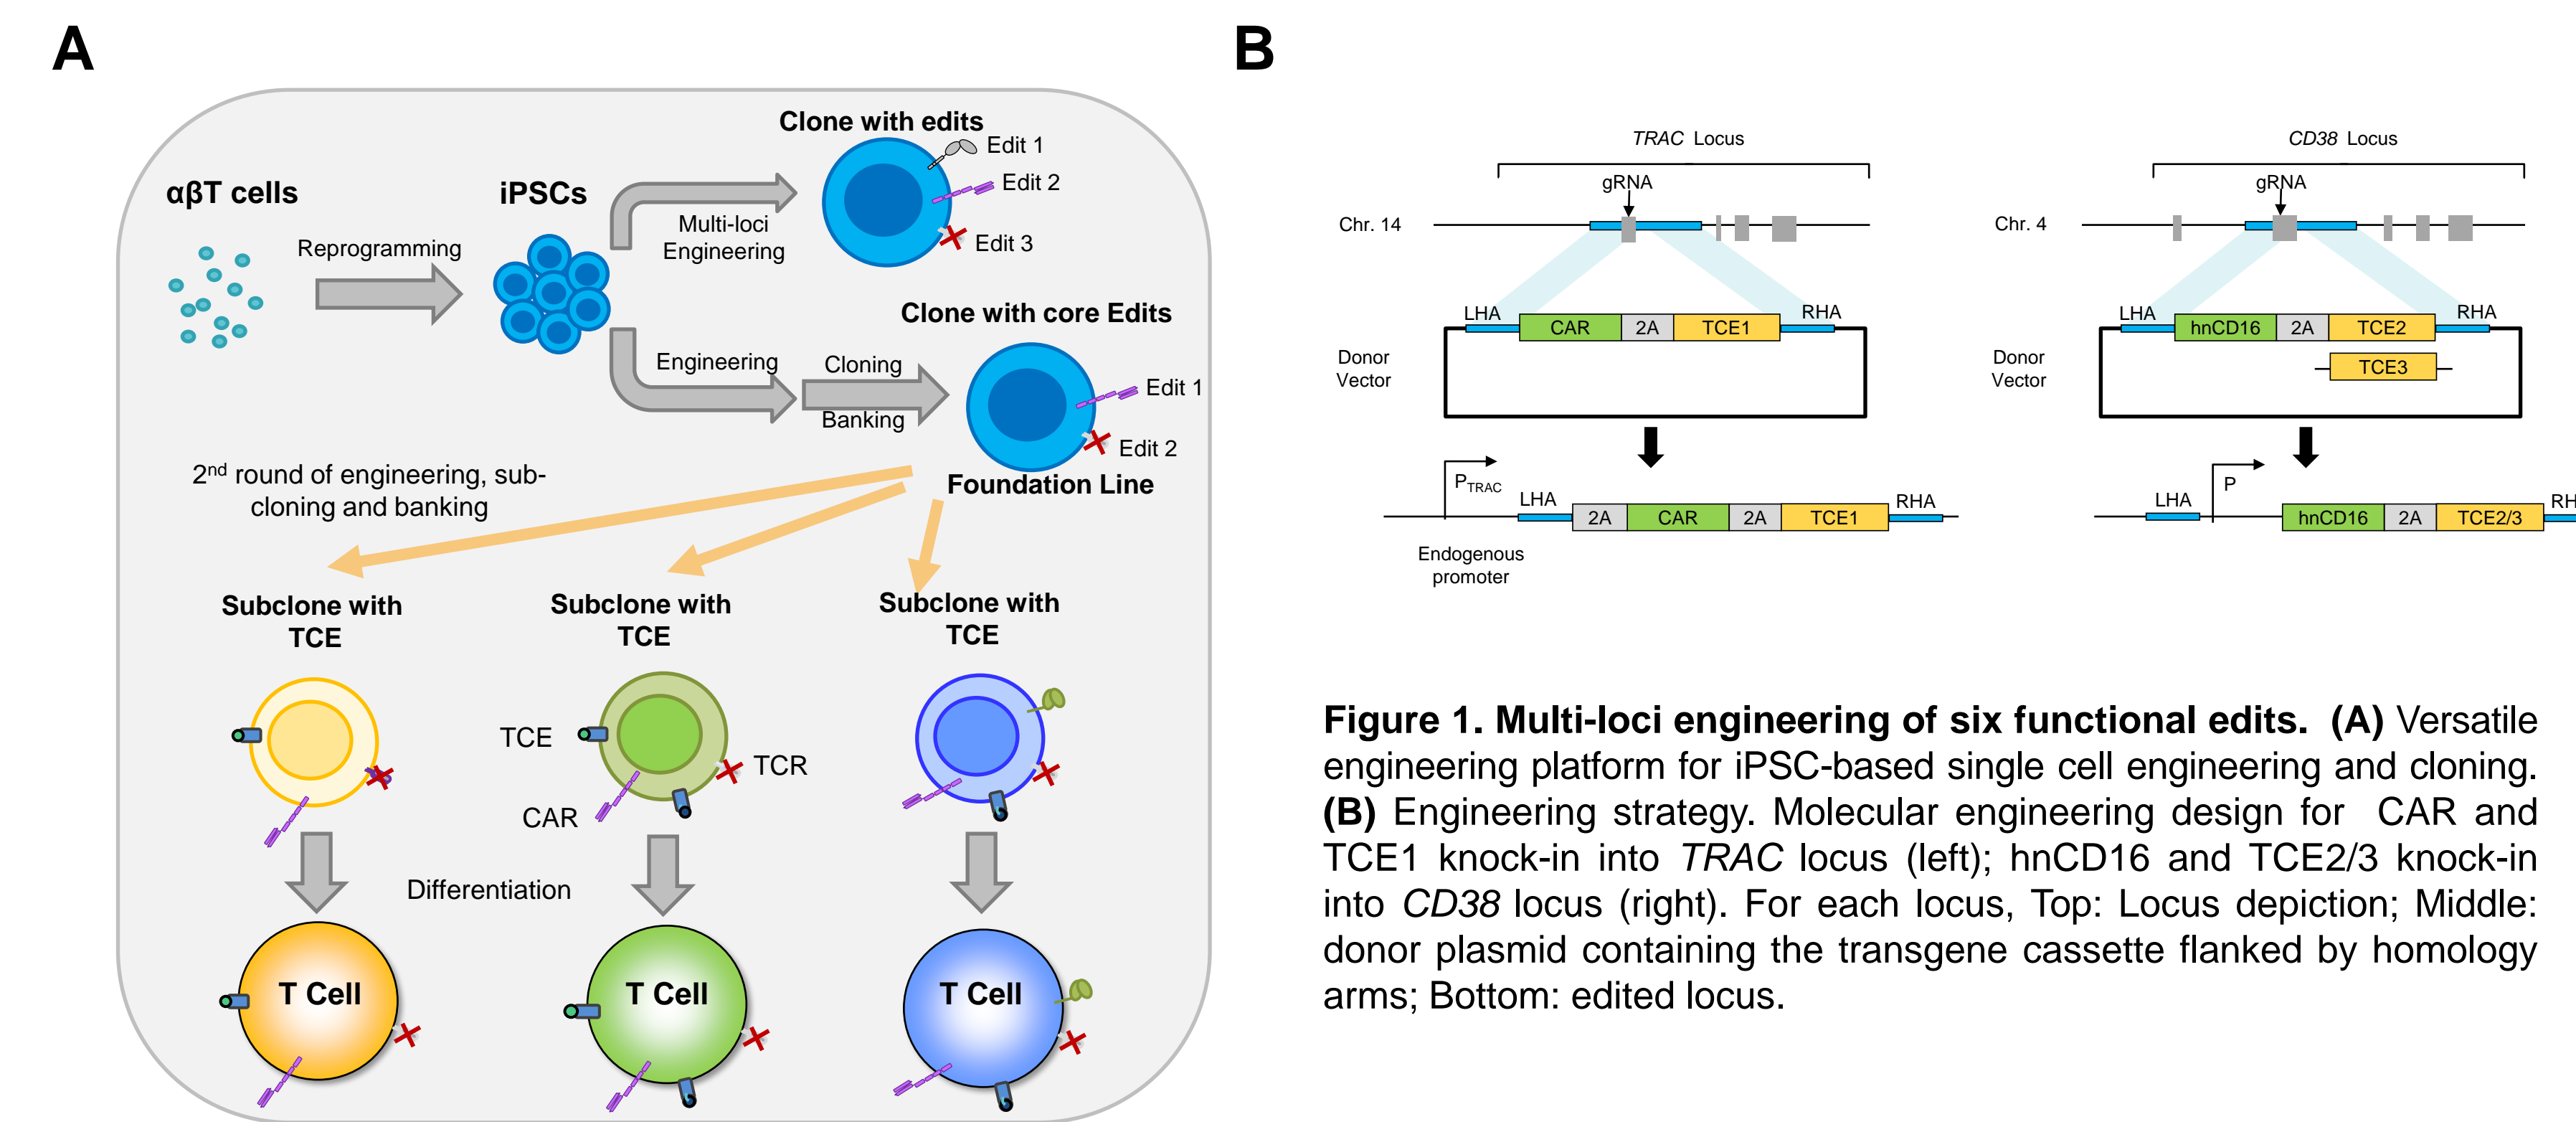 A
Clone with edits
Edit 1
Edit 2
Edit 3
αβT cells
Reprogramming
iPSCs
Multi-loci
Engineering
Clone with core Edits
Engineering
Cloning
Banking
Edit 1
Edit 2
Foundation Line
2nd round of engineering, sub-
cloning and banking
Subclone with
TCE
Subclone with
TCE
Subclone with
TCE
TCE
TCR
CAR
Differentiation
T Cell
T Cell
T Cell
B
TRAC Locus
gRNA
Chr. 14
LHA
RHA
CAR
2A
TCE1
Donor
Vector
PTRAC
LHA
RHA
2A
CAR
2A
TCE1
Endogenous
promoter
CD38 Locus
gRNA
Chr. 4
LHA
RHA
hnCD16
2A
TCE2
TCE3
Donor
Vector
P
LHA
RH
hnCD16
2A
TCE2/3
Figure 1. Multi-loci engineering of six functional edits. (A) Versatile
engineering platform for iPSC-based single cell engineering and cloning.
(B) Engineering strategy. Molecular engineering design for CAR and
TCE1 knock-in into TRAC locus (left); hnCD16 and TCE2/3 knock-in
into CD38 locus (right). For each locus, Top: Locus depiction; Middle:
donor plasmid containing the transgene cassette flanked by homology
arms; Bottom: edited locus.